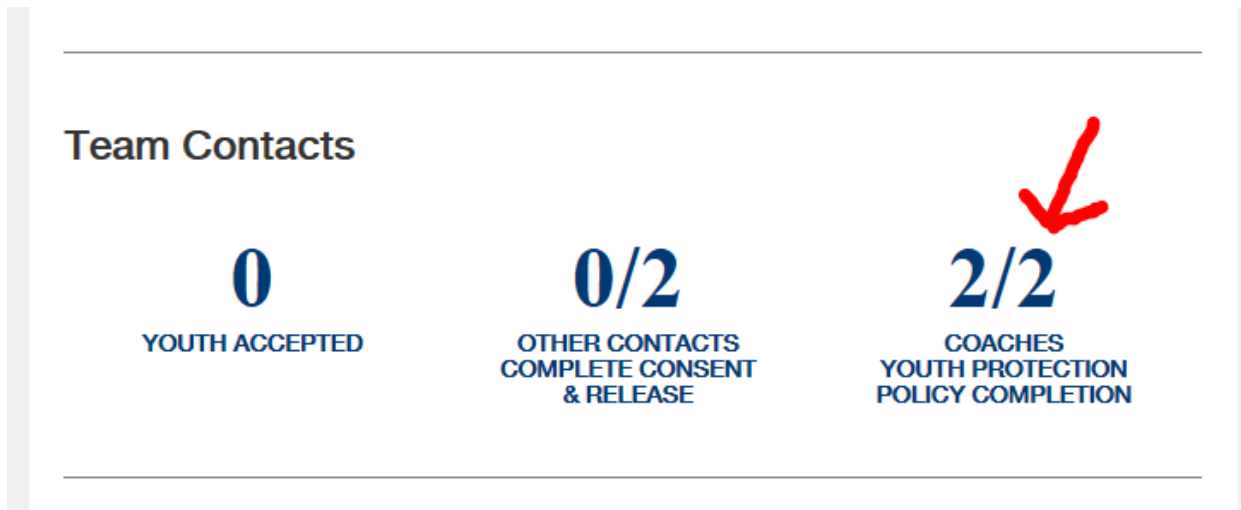 Team Contacts
0
YOUTH ACCEPTED
0/2
OTHER CONTACTS
COMPLETE CONSENT
& RELEASE
2/2
COACHES
YOUTH PROTECTION
POLICY COMPLETION